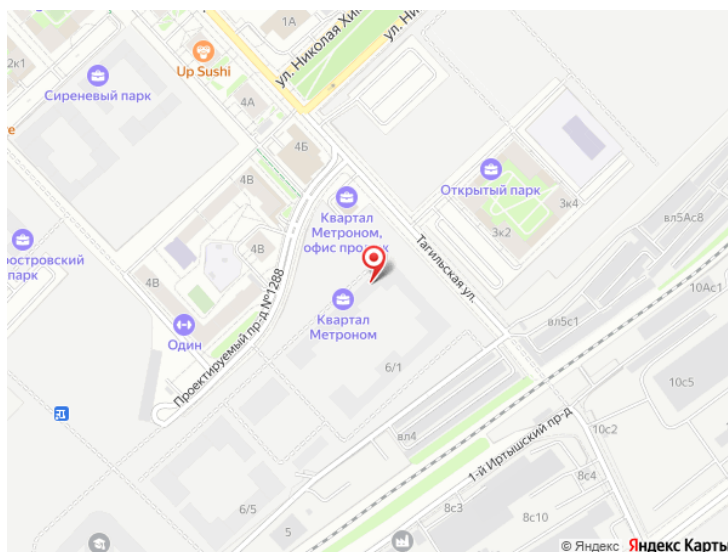 1А
ул. Николая Хим
ул. Ни
2к1
Up Sushi
Сиреневый парк
4А
4Б
Открытый парк
3к4
3к2
4В
Квартал
Метроном,
офис прод
ж
вл5Ас8
4В
Тагильская ул.
островский
парк
4В
10Ас1
Проектируемый пр-д №1288
Квартал
Метроном
вл5с1
Один
6/1
10с5
вл4
10с2
1-й Иртышский пр-д
8с4
6/5
5
8с3
8с10
© Яндекс Яндекс Карты